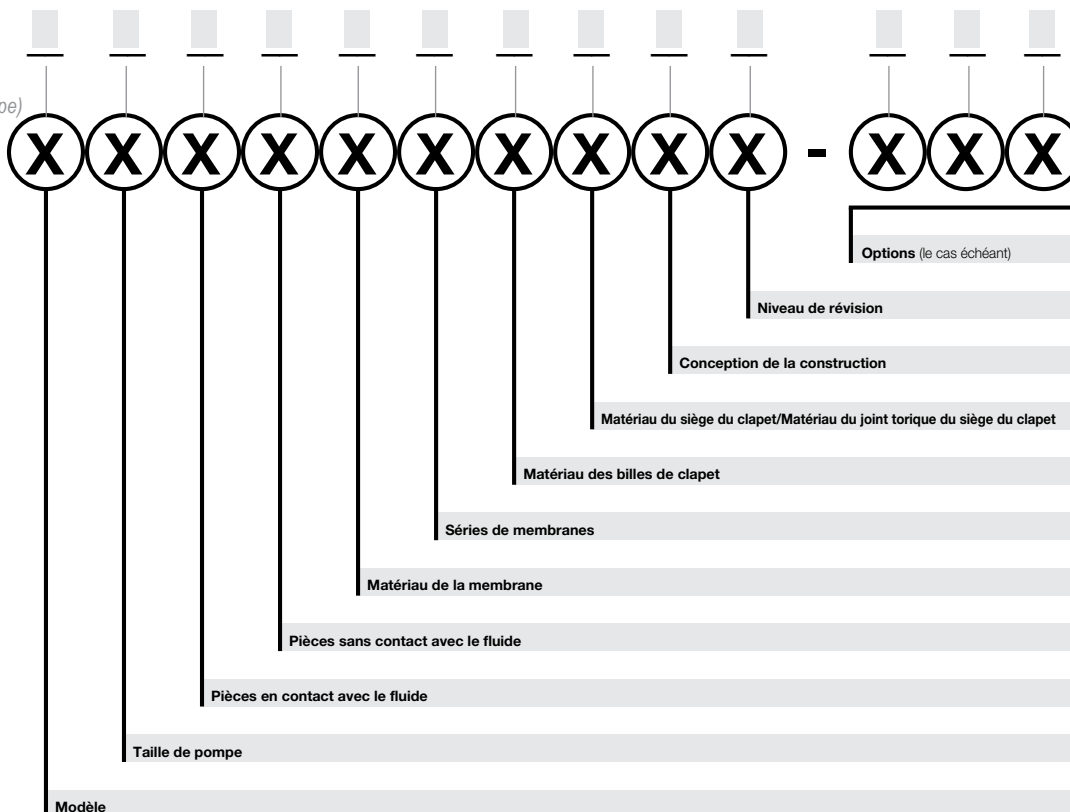 pe)
X X X X X X X X X X - X X X
Options (le cas échéant)
Niveau de révision
Conception de la construction
Matériau du siège du clapet/Matériau du joint torique du siège du clapet
Matériau des billes de clapet
Séries de membranes
Matériau de la membrane
Pièces sans contact avec le fluide
Pièces en contact avec le fluide
Taille de pompe
Modèle